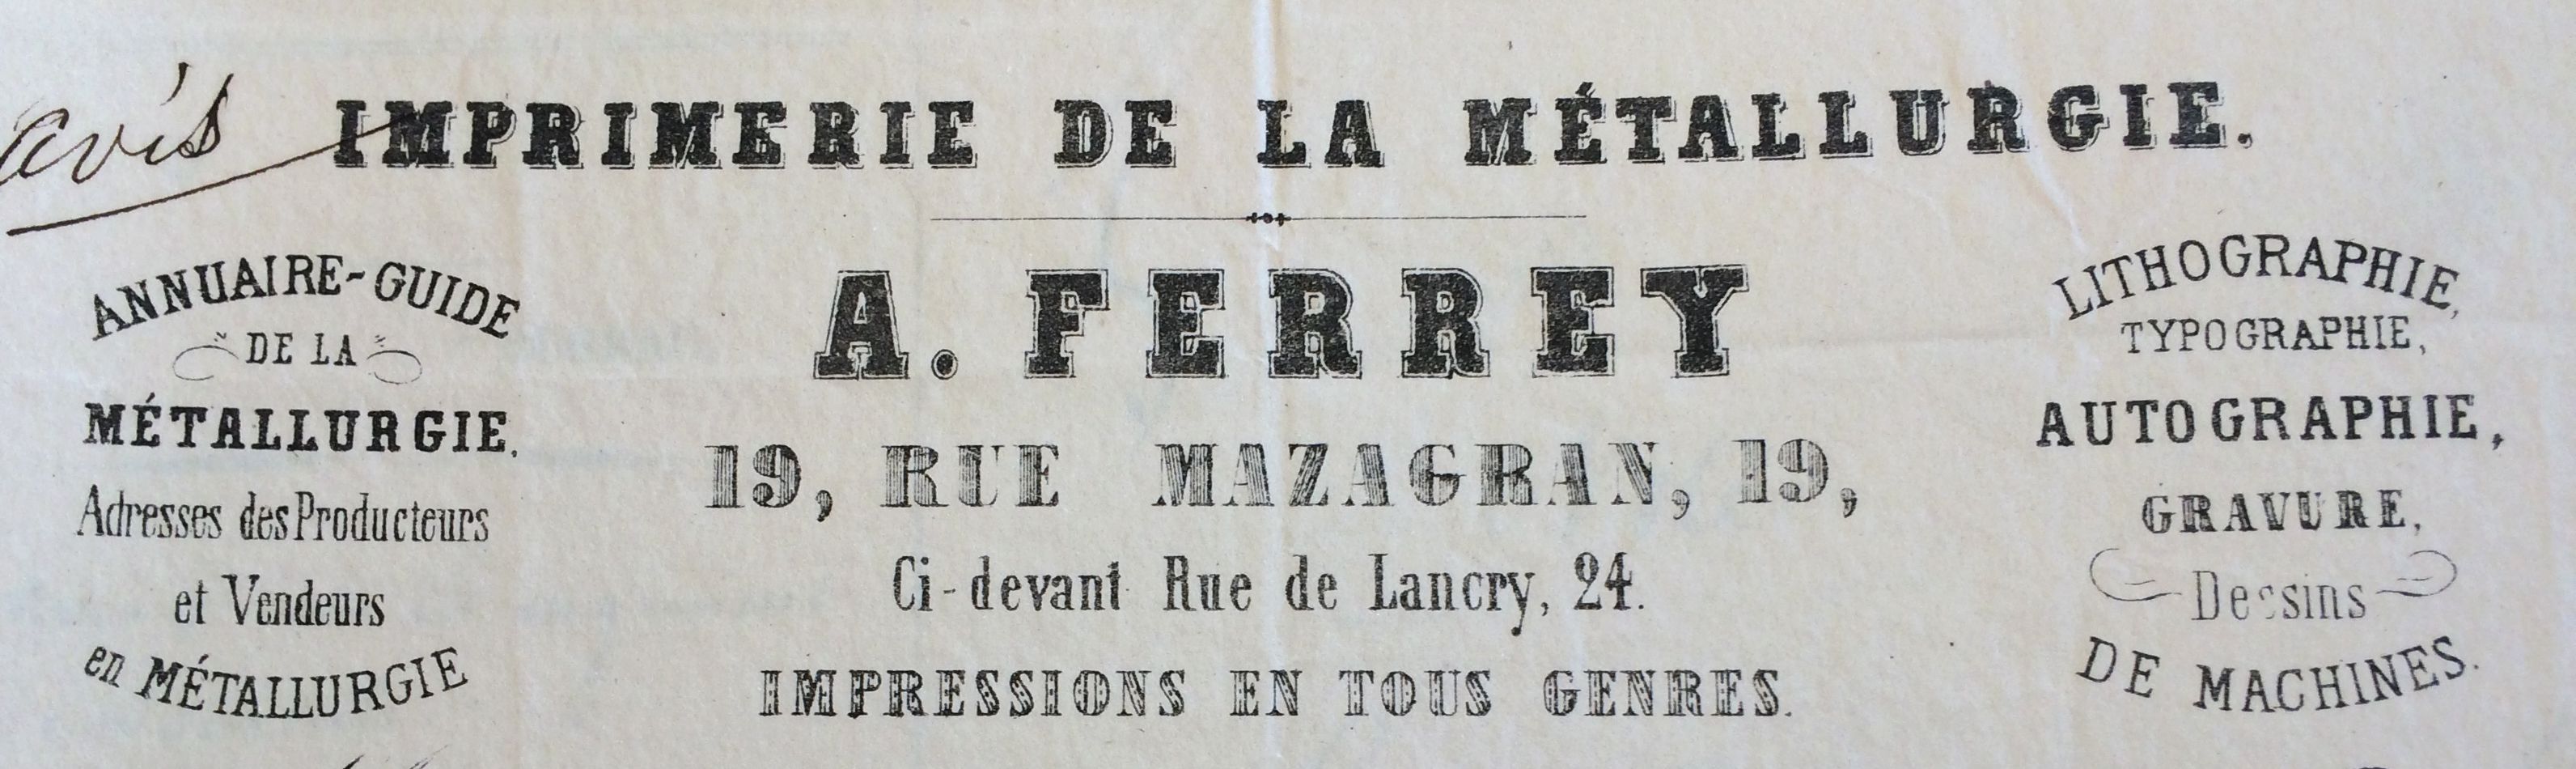 avis
IMPRIMERIE DE LA MÉTALLURGIE.
ANNUAIRE-GUIDE
DE LA
MÉTALLURGIE.
Adresses des Producteurs
et Vendeurs
en MÉTALLURGIE
A. FERREY
19, RUE MAZAGRAN, 19,
Ci-devant Rue de Lancry, 24.
IMPRESSIONS EN TOUS GENRES.
LITHOGRAPHIE,
TYPOGRAPHIE,
AUTOGRAPHIE,
GRAVURE,
Dessins
DE MACHINES.